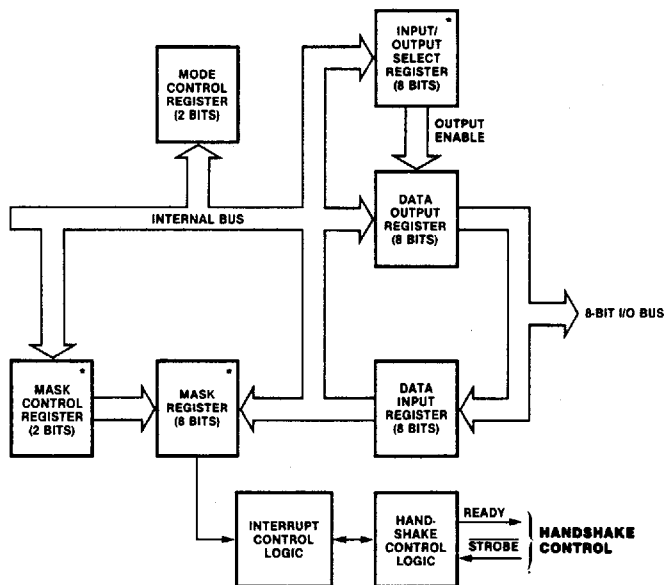 MODE
CONTROL
REGISTER
(2 BITS)
INPUT/ *
OUTPUT
SELECT
REGISTER
(8 BITS)
OUTPUT
ENABLE
INTERNAL BUS
DATA
OUTPUT
REGISTER
(8 BITS)
8-BIT I/O BUS
*
MASK
CONTROL
REGISTER
(2 BITS)
*
MASK
REGISTER
(8 BITS)
DATA
INPUT
REGISTER
(8 BITS)
INTERRUPT
CONTROL
LOGIC
HAND-
SHAKE
CONTROL
LOGIC
READY
STROBE
HANDSHAKE
CONTROL